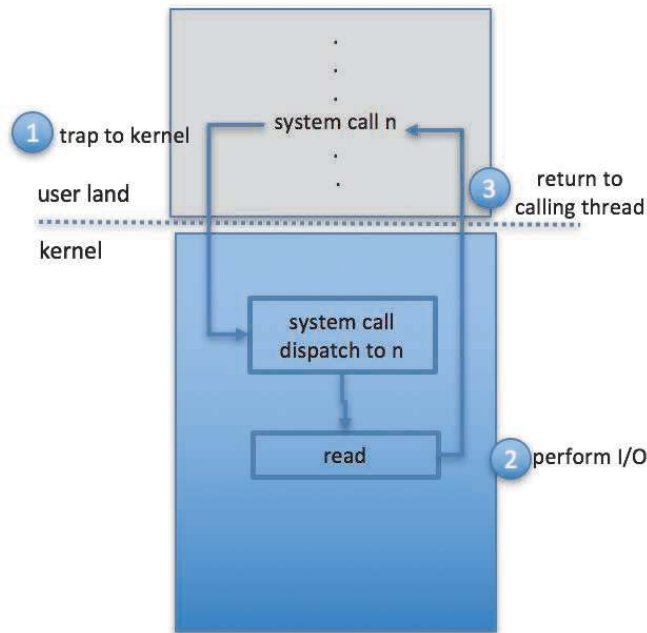 system call n
1
trap to kernel
3
return to
calling thread
user land
kernel
system call
dispatch to n
read
2
perform I/O